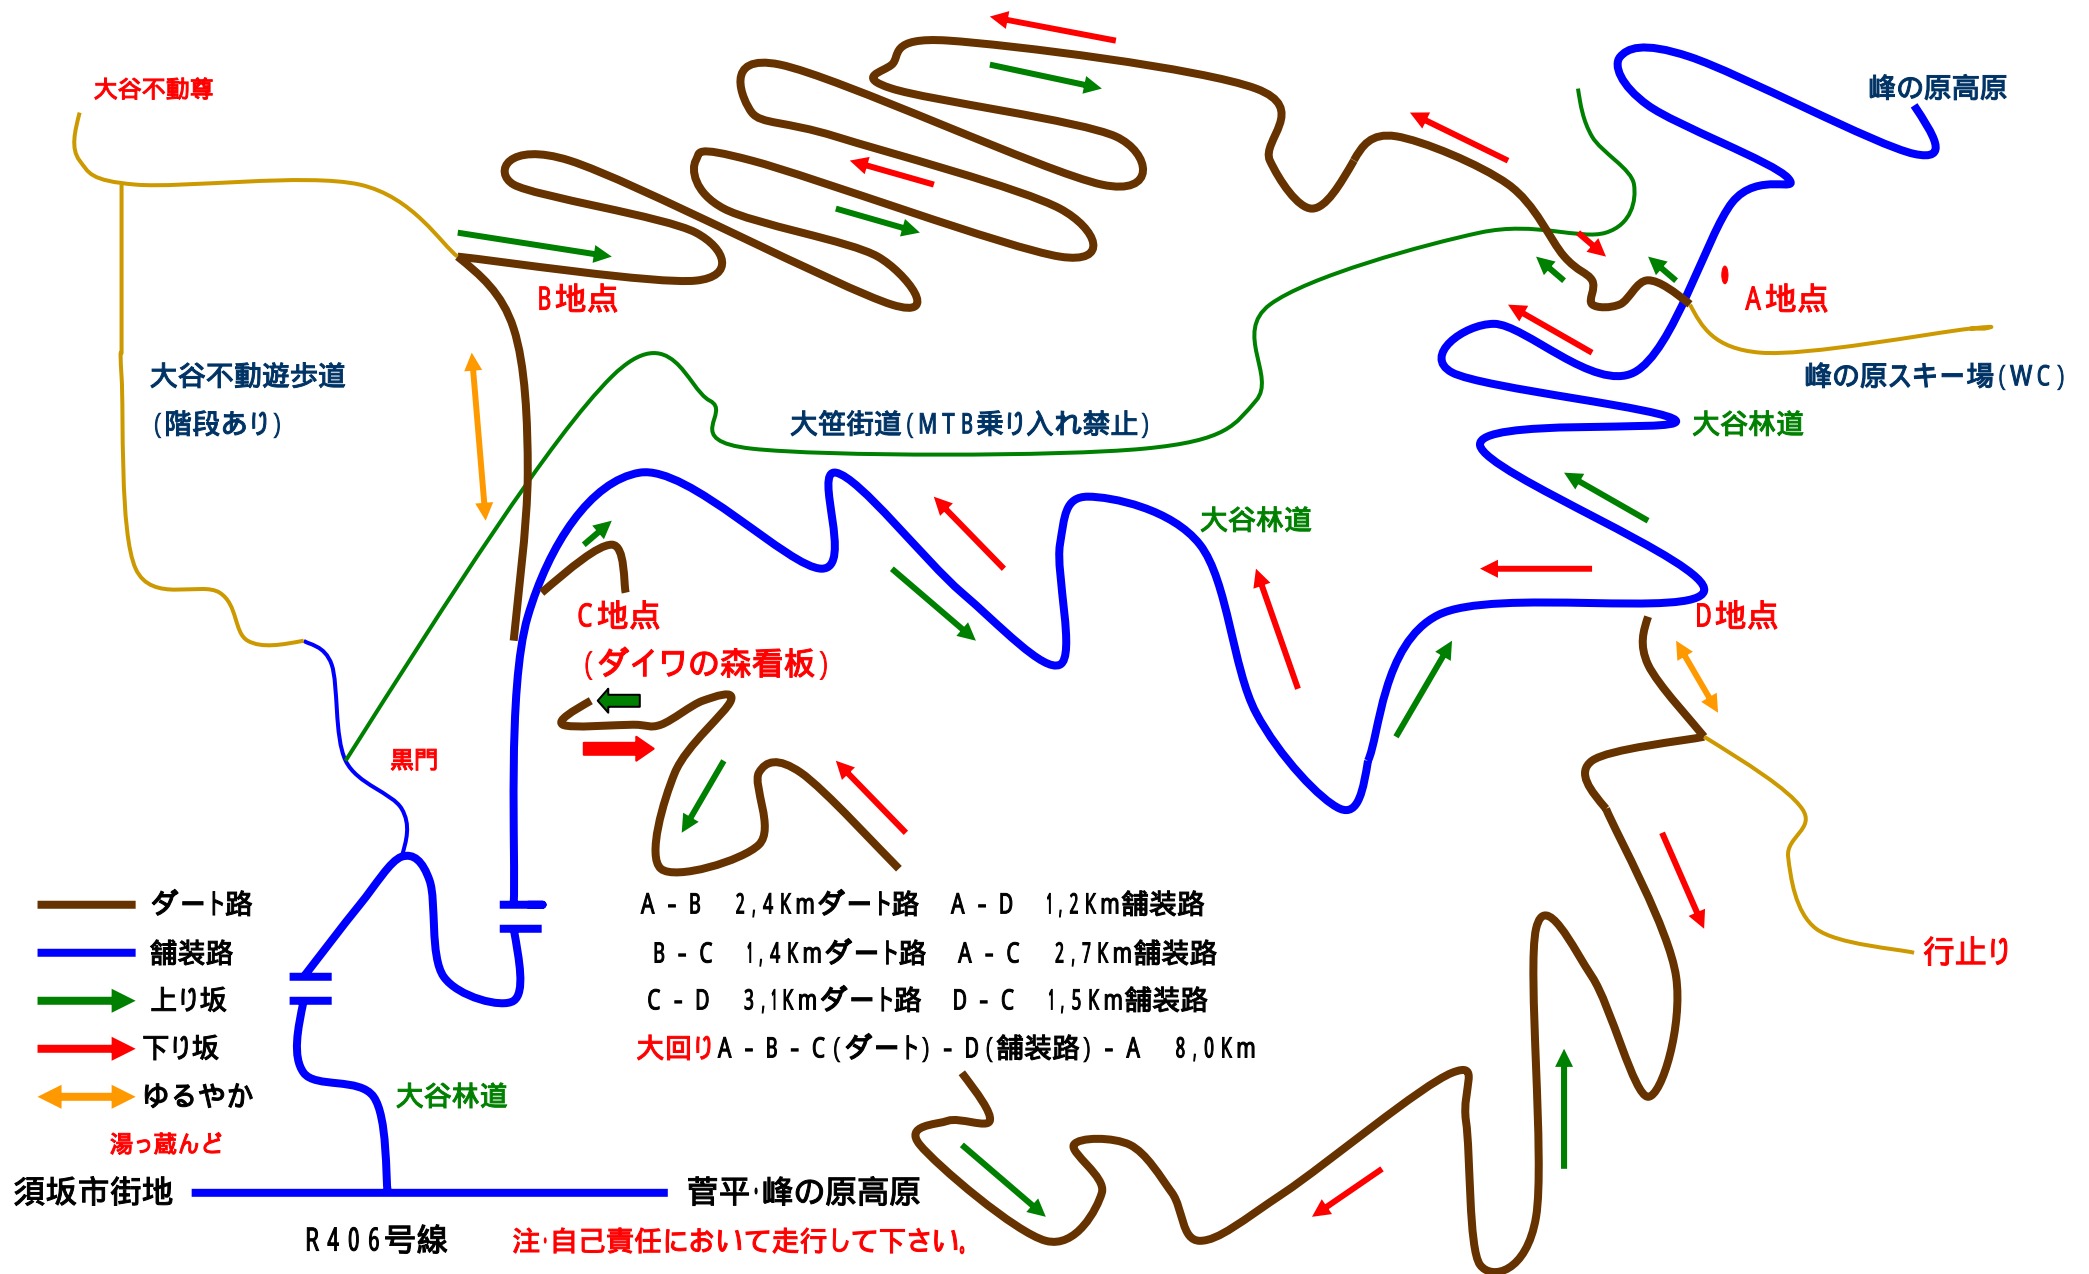 大谷不動尊
峰の原高原
B地点
A地点
大谷不動遊歩道
(階段あり)
峰の原スキー場(WC)
大笹街道(MTB乗り入れ禁止)
大谷林道
大谷林道
C地点
(ダイワの森看板)
D地点
黒門
行止り
ダート路
舗装路
上り坂
下り坂
ゆるやか
A－B 2,4Kmダート路 A－D 1,2Km舗装路
B－C 1,4Kmダート路 A－C 2,7Km舗装路
C－D 3,1Kmダート路 D－C 1,5Km舗装路
大回りA－B－C(ダート)－D(舗装路)－A 8,0Km
大谷林道
湯っ蔵んど
須坂市街地
菅平・峰の原高原
R406号線
注・自己責任において走行して下さい。